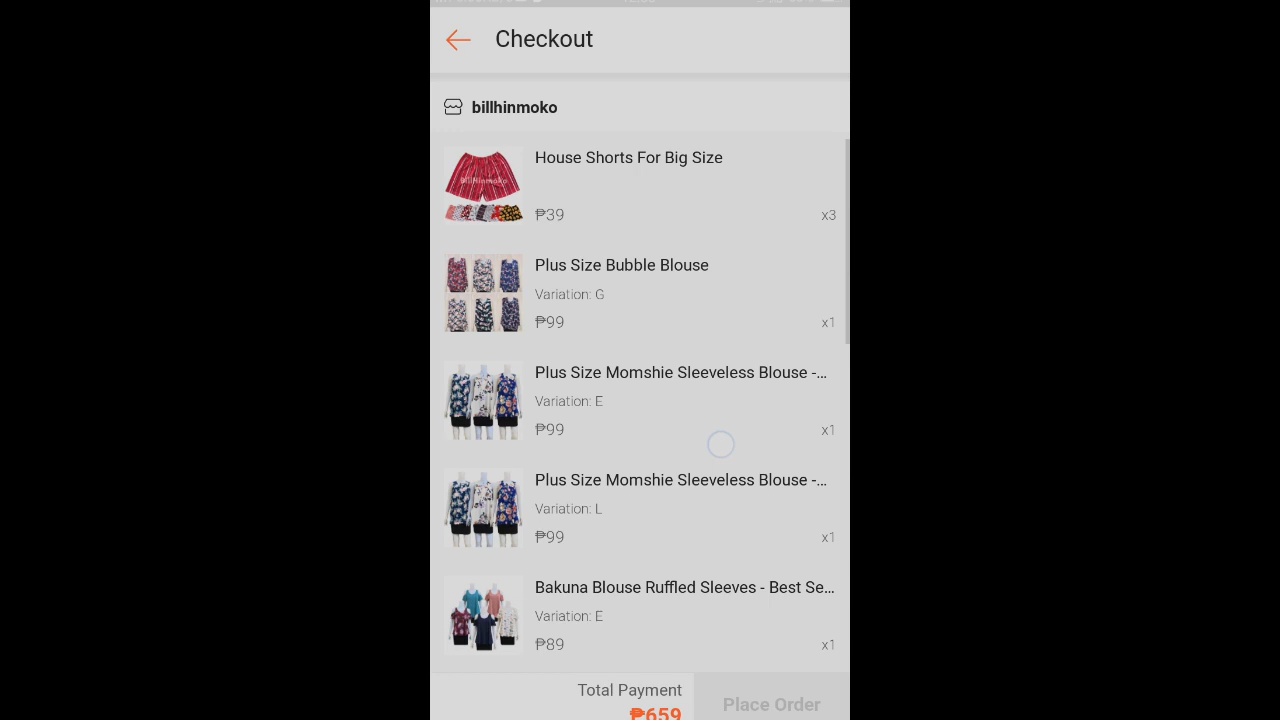 Checkout
billhinmoko
House Shorts For Big Size
BillHinmoko
₱39
x3
Plus Size Bubble Blouse
Variation: G
₱99
x1
Plus Size Momshie Sleeveless Blouse -...
Variation: E
₱99
x1
Plus Size Momshie Sleeveless Blouse -...
Variation: L
₱99
x1
Bakuna Blouse Ruffled Sleeves - Best Se...
Variation: E
₱89
x1
Total Payment
₱659
Place Order